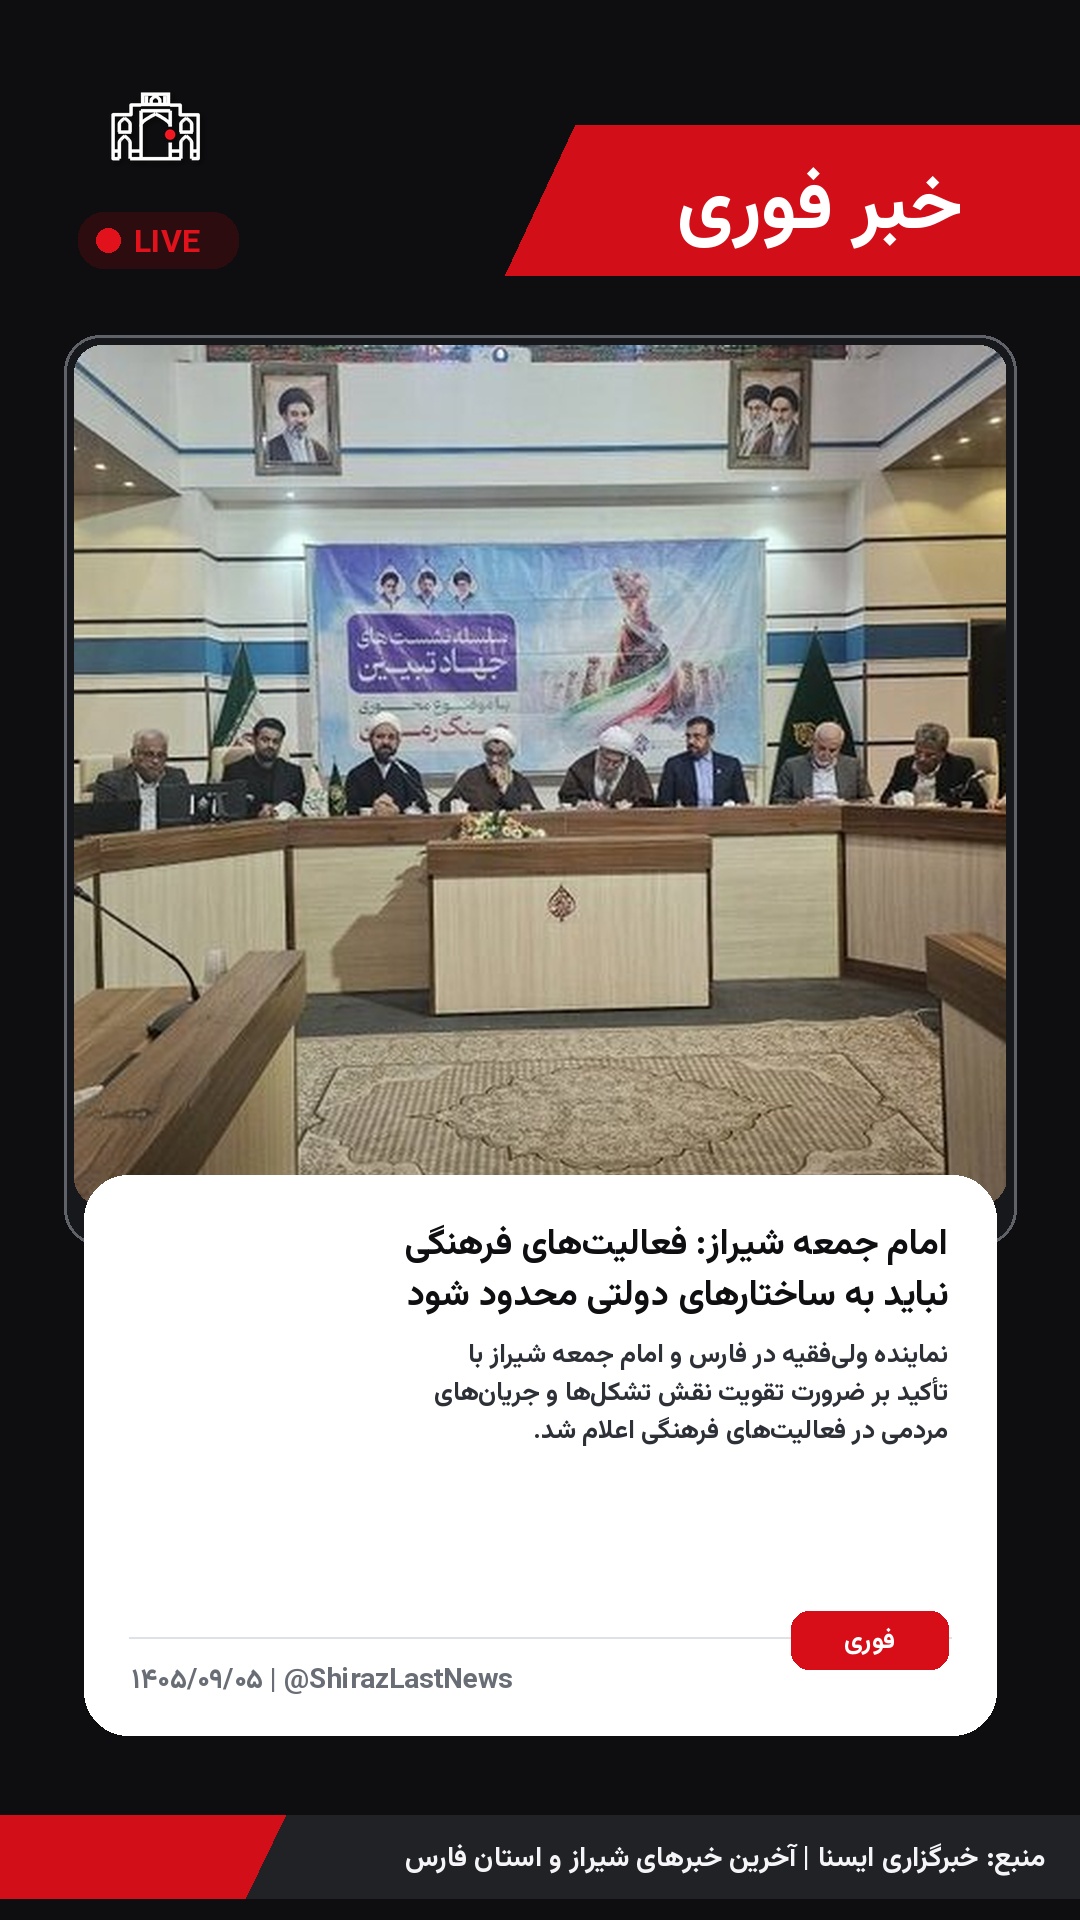 خبر فوری
LIVE
سلسله نشست های
جهاد تبیین
با موضوع محوری
امام جمعه شیراز: فعالیت‌های فرهنگی
نباید به ساختارهای دولتی محدود شود
نماینده ولی‌فقیه در فارس و امام جمعه شیراز با
تأکید بر ضرورت تقویت نقش تشکل‌ها و جریان‌های
مردمی در فعالیت‌های فرهنگی اعلام شد.
فوری
۱۴۰۵/۰۹/۰۵ | @ShirazLastNews
منبع: خبرگزاری ایسنا | آخرین خبرهای شیراز و استان فارس